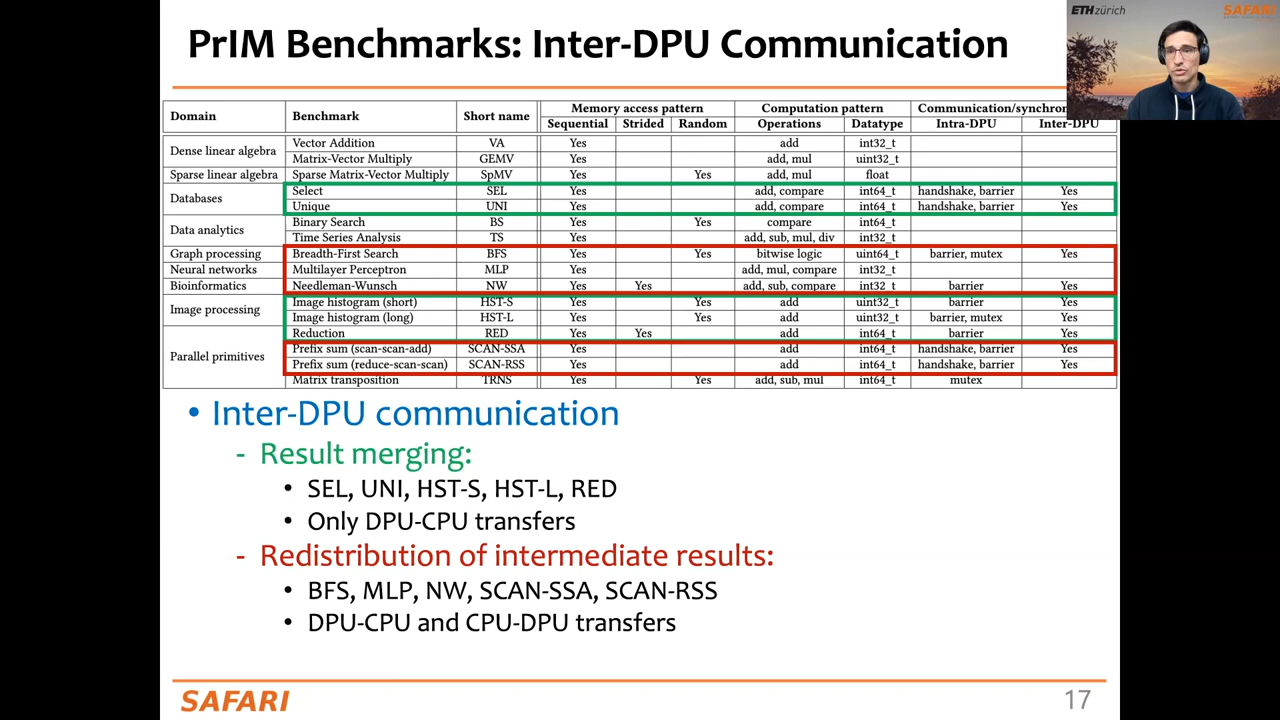 PrIM Benchmarks: Inter-DPU Communication
ETH zürich SAFARI
Domain Benchmark Short name Memory access pattern Computation pattern Communication/synchron
Sequential Strided Random Operations Datatype Intra-DPU Inter-DPU
Dense linear algebra
Vector Addition VA Yes add int32_t
Matrix-Vector Multiply GEMV Yes add, mul uint32_t
Sparse linear algebra Sparse Matrix-Vector Multiply SpMV Yes Yes add, mul float
Databases
Select SEL Yes add, compare int64_t handshake, barrier Yes
Unique UNI Yes add, compare int64_t handshake, barrier Yes
Data analytics
Binary Search BS Yes Yes compare int64_t
Time Series Analysis TS Yes add, sub, mul, div int32_t
Graph processing Breadth-First Search BFS Yes Yes bitwise logic uint64_t barrier, mutex Yes
Neural networks Multilayer Perceptron MLP Yes add, mul, compare int32_t
Bioinformatics Needleman-Wunsch NW Yes Yes add, sub, compare int32_t barrier Yes
Image processing
Image histogram (short) HST-S Yes Yes add uint32_t barrier Yes
Image histogram (long) HST-L Yes Yes add uint32_t barrier, mutex Yes
Parallel primitives
Reduction RED Yes Yes add int64_t barrier Yes
Prefix sum (scan-scan-add) SCAN-SSA Yes add int64_t handshake, barrier Yes
Prefix sum (reduce-scan-scan) SCAN-RSS Yes add int64_t handshake, barrier Yes
Matrix transposition TRNS Yes Yes add, sub, mul int64_t mutex
• Inter-DPU communication
- Result merging:
• SEL, UNI, HST-S, HST-L, RED
• Only DPU-CPU transfers
- Redistribution of intermediate results:
• BFS, MLP, NW, SCAN-SSA, SCAN-RSS
• DPU-CPU and CPU-DPU transfers
SAFARI
17